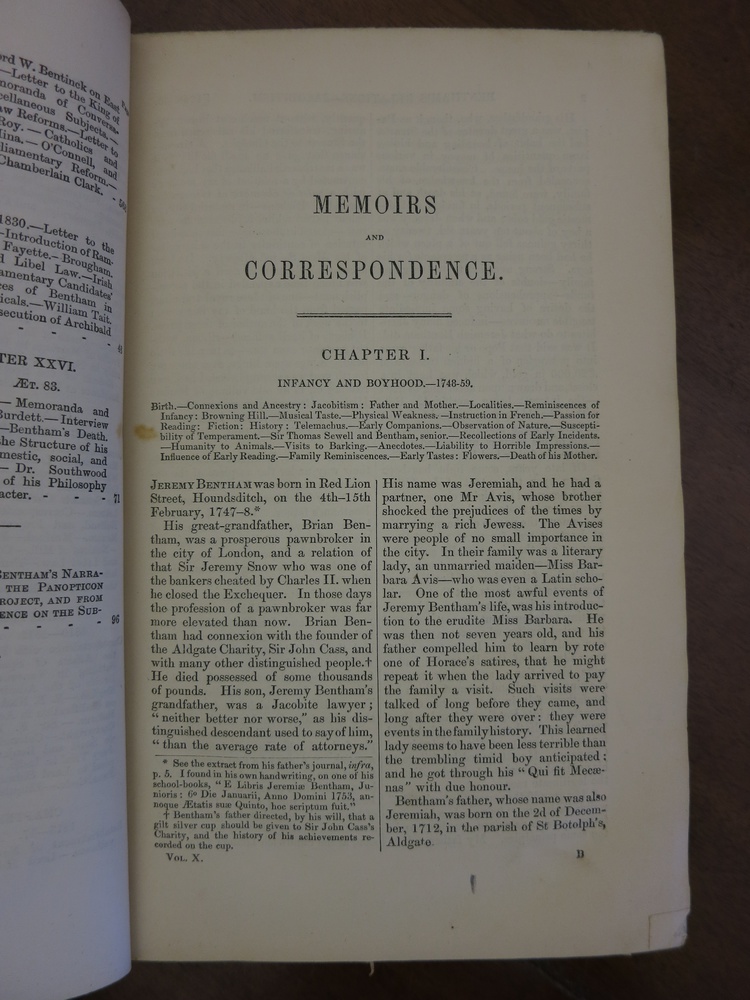 rd W. Bentinck on East
—Letter to the King of
moranda of Conversa-
cellaneous Subjects.—
aw Reforms.—Letter to
Roy. — Catholics and
lina.— O'Connell, and
liamentary Reform.—
Chamberlain Clark. -
1830.—Letter to the
-Introduction of Ram-
Fayette.—Brougham.
d Libel Law.—Irish
amentary Candidates'
ces of Bentham in
icals.—William Tait.
secution of Archibald
- - - -
TER XXVI.
ÆT. 83.
— Memoranda and
Burdett.— Interview
—Bentham's Death.
the Structure of his
mestic, social, and
— Dr. Southwood
of his Philosophy
acter. - - - 71
BENTHAM'S NARRA-
THE PANOPTICON
ROJECT, AND FROM
ENCE ON THE SUB-
- - - - 96
MEMOIRS
AND
CORRESPONDENCE.
CHAPTER I.
INFANCY AND BOYHOOD.—1748-59.
Birth.—Connexions and Ancestry: Jacobitism: Father and Mother.—Localities.—Reminiscences of
Infancy: Browning Hill.—Musical Taste.—Physical Weakness. —Instruction in French.—Passion for
Reading: Fiction: History: Telemachus.—Early Companions.—Observation of Nature.—Suscepti-
bility of Temperament.—Sir Thomas Sewell and Bentham, senior.—Recollections of Early Incidents.
—Humanity to Animals.—Visits to Barking.—Anecdotes.—Liability to Horrible Impressions.—
Influence of Early Reading.—Family Reminiscences.—Early Tastes: Flowers.—Death of his Mother.
JEREMY BENTHAM was born in Red Lion
Street, Houndsditch, on the 4th-15th
February, 1747-8.*
His great-grandfather, Brian Ben-
tham, was a prosperous pawnbroker in
the city of London, and a relation of
that Sir Jeremy Snow who was one of
the bankers cheated by Charles II. when
he closed the Exchequer. In those days
the profession of a pawnbroker was far
more elevated than now. Brian Ben-
tham had connexion with the founder of
the Aldgate Charity, Sir John Cass, and
with many other distinguished people.†
He died possessed of some thousands
of pounds. His son, Jeremy Bentham's
grandfather, was a Jacobite lawyer;
"neither better nor worse," as his dis-
tinguished descendant used to say of him,
"than the average rate of attorneys."
* See the extract from his father's journal, infra,
p. 5. I found in his own handwriting, on one of his
school-books, "E Libris Jeremiæ Bentham, Ju-
nioris: 6º Die Januarii, Anno Domini 1753, an-
noque Ætatis suæ Quinto, hoc scriptum fuit."
† Bentham's father directed, by his will, that a
gilt silver cup should be given to Sir John Cass's
Charity, and the history of his achievements re-
corded on the cup.
VOL. X.
His name was Jeremiah, and he had a
partner, one Mr Avis, whose brother
shocked the prejudices of the times by
marrying a rich Jewess. The Avises
were people of no small importance in
the city. In their family was a literary
lady, an unmarried maiden—Miss Bar-
bara Avis—who was even a Latin scho-
lar. One of the most awful events of
Jeremy Bentham's life, was his introduc-
tion to the erudite Miss Barbara. He
was then not seven years old, and his
father compelled him to learn by rote
one of Horace's satires, that he might
repeat it when the lady arrived to pay
the family a visit. Such visits were
talked of long before they came, and
long after they were over: they were
events in the family history. This learned
lady seems to have been less terrible than
the trembling timid boy anticipated:
and he got through his "Qui fit Mecæ-
nas" with due honour.
Bentham's father, whose name was also
Jeremiah, was born on the 2d of Decem-
ber, 1712, in the parish of St Botolph's,
Aldgate.
B